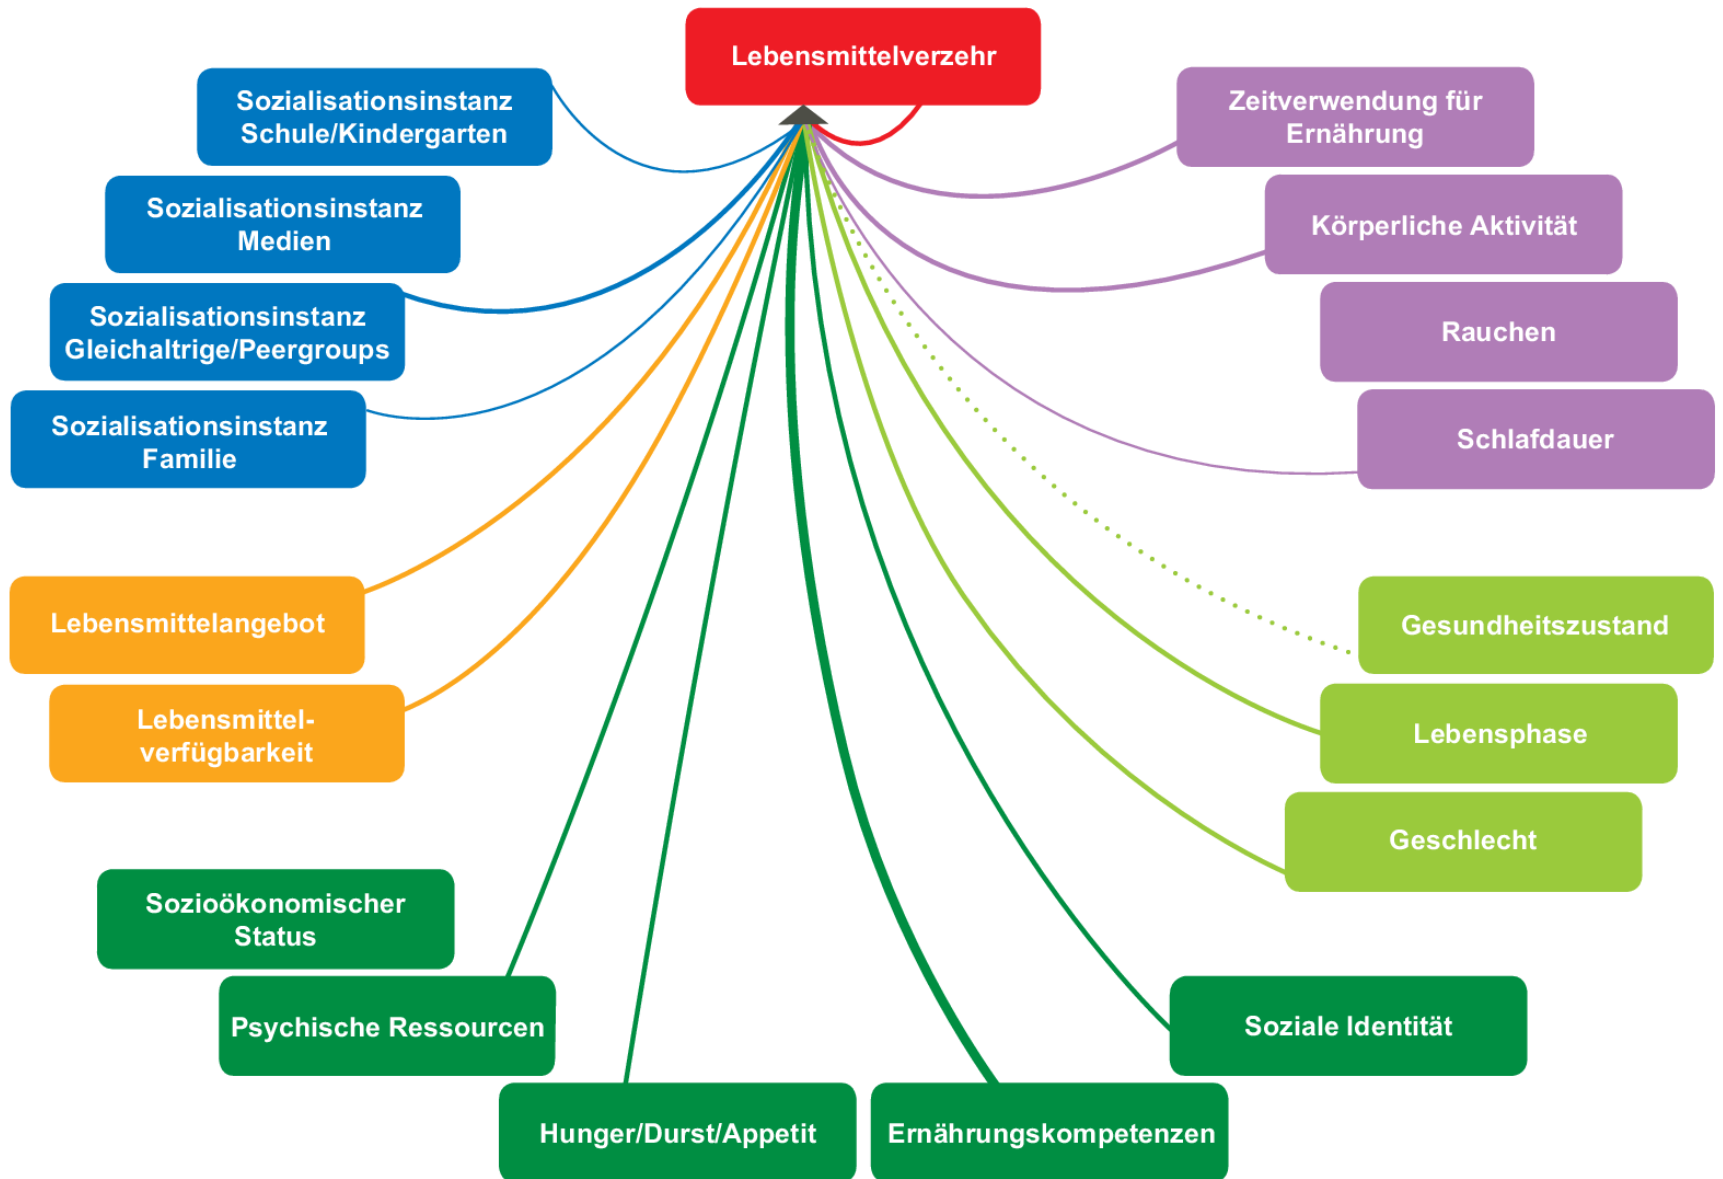 Lebensmittelverzehr
Sozialisationsinstanz
Schule/Kindergarten
Sozialisationsinstanz
Medien
Sozialisationsinstanz
Gleichaltrige/Peergroups
Sozialisationsinstanz
Familie
Lebensmittelangebot
Lebensmittel-
verfügbarkeit
Sozioökonomischer
Status
Psychische Ressourcen
Hunger/Durst/Appetit
Ernährungskompetenzen
Soziale Identität
Geschlecht
Lebensphase
Gesundheitszustand
Schlafdauer
Rauchen
Körperliche Aktivität
Zeitverwendung für
Ernährung